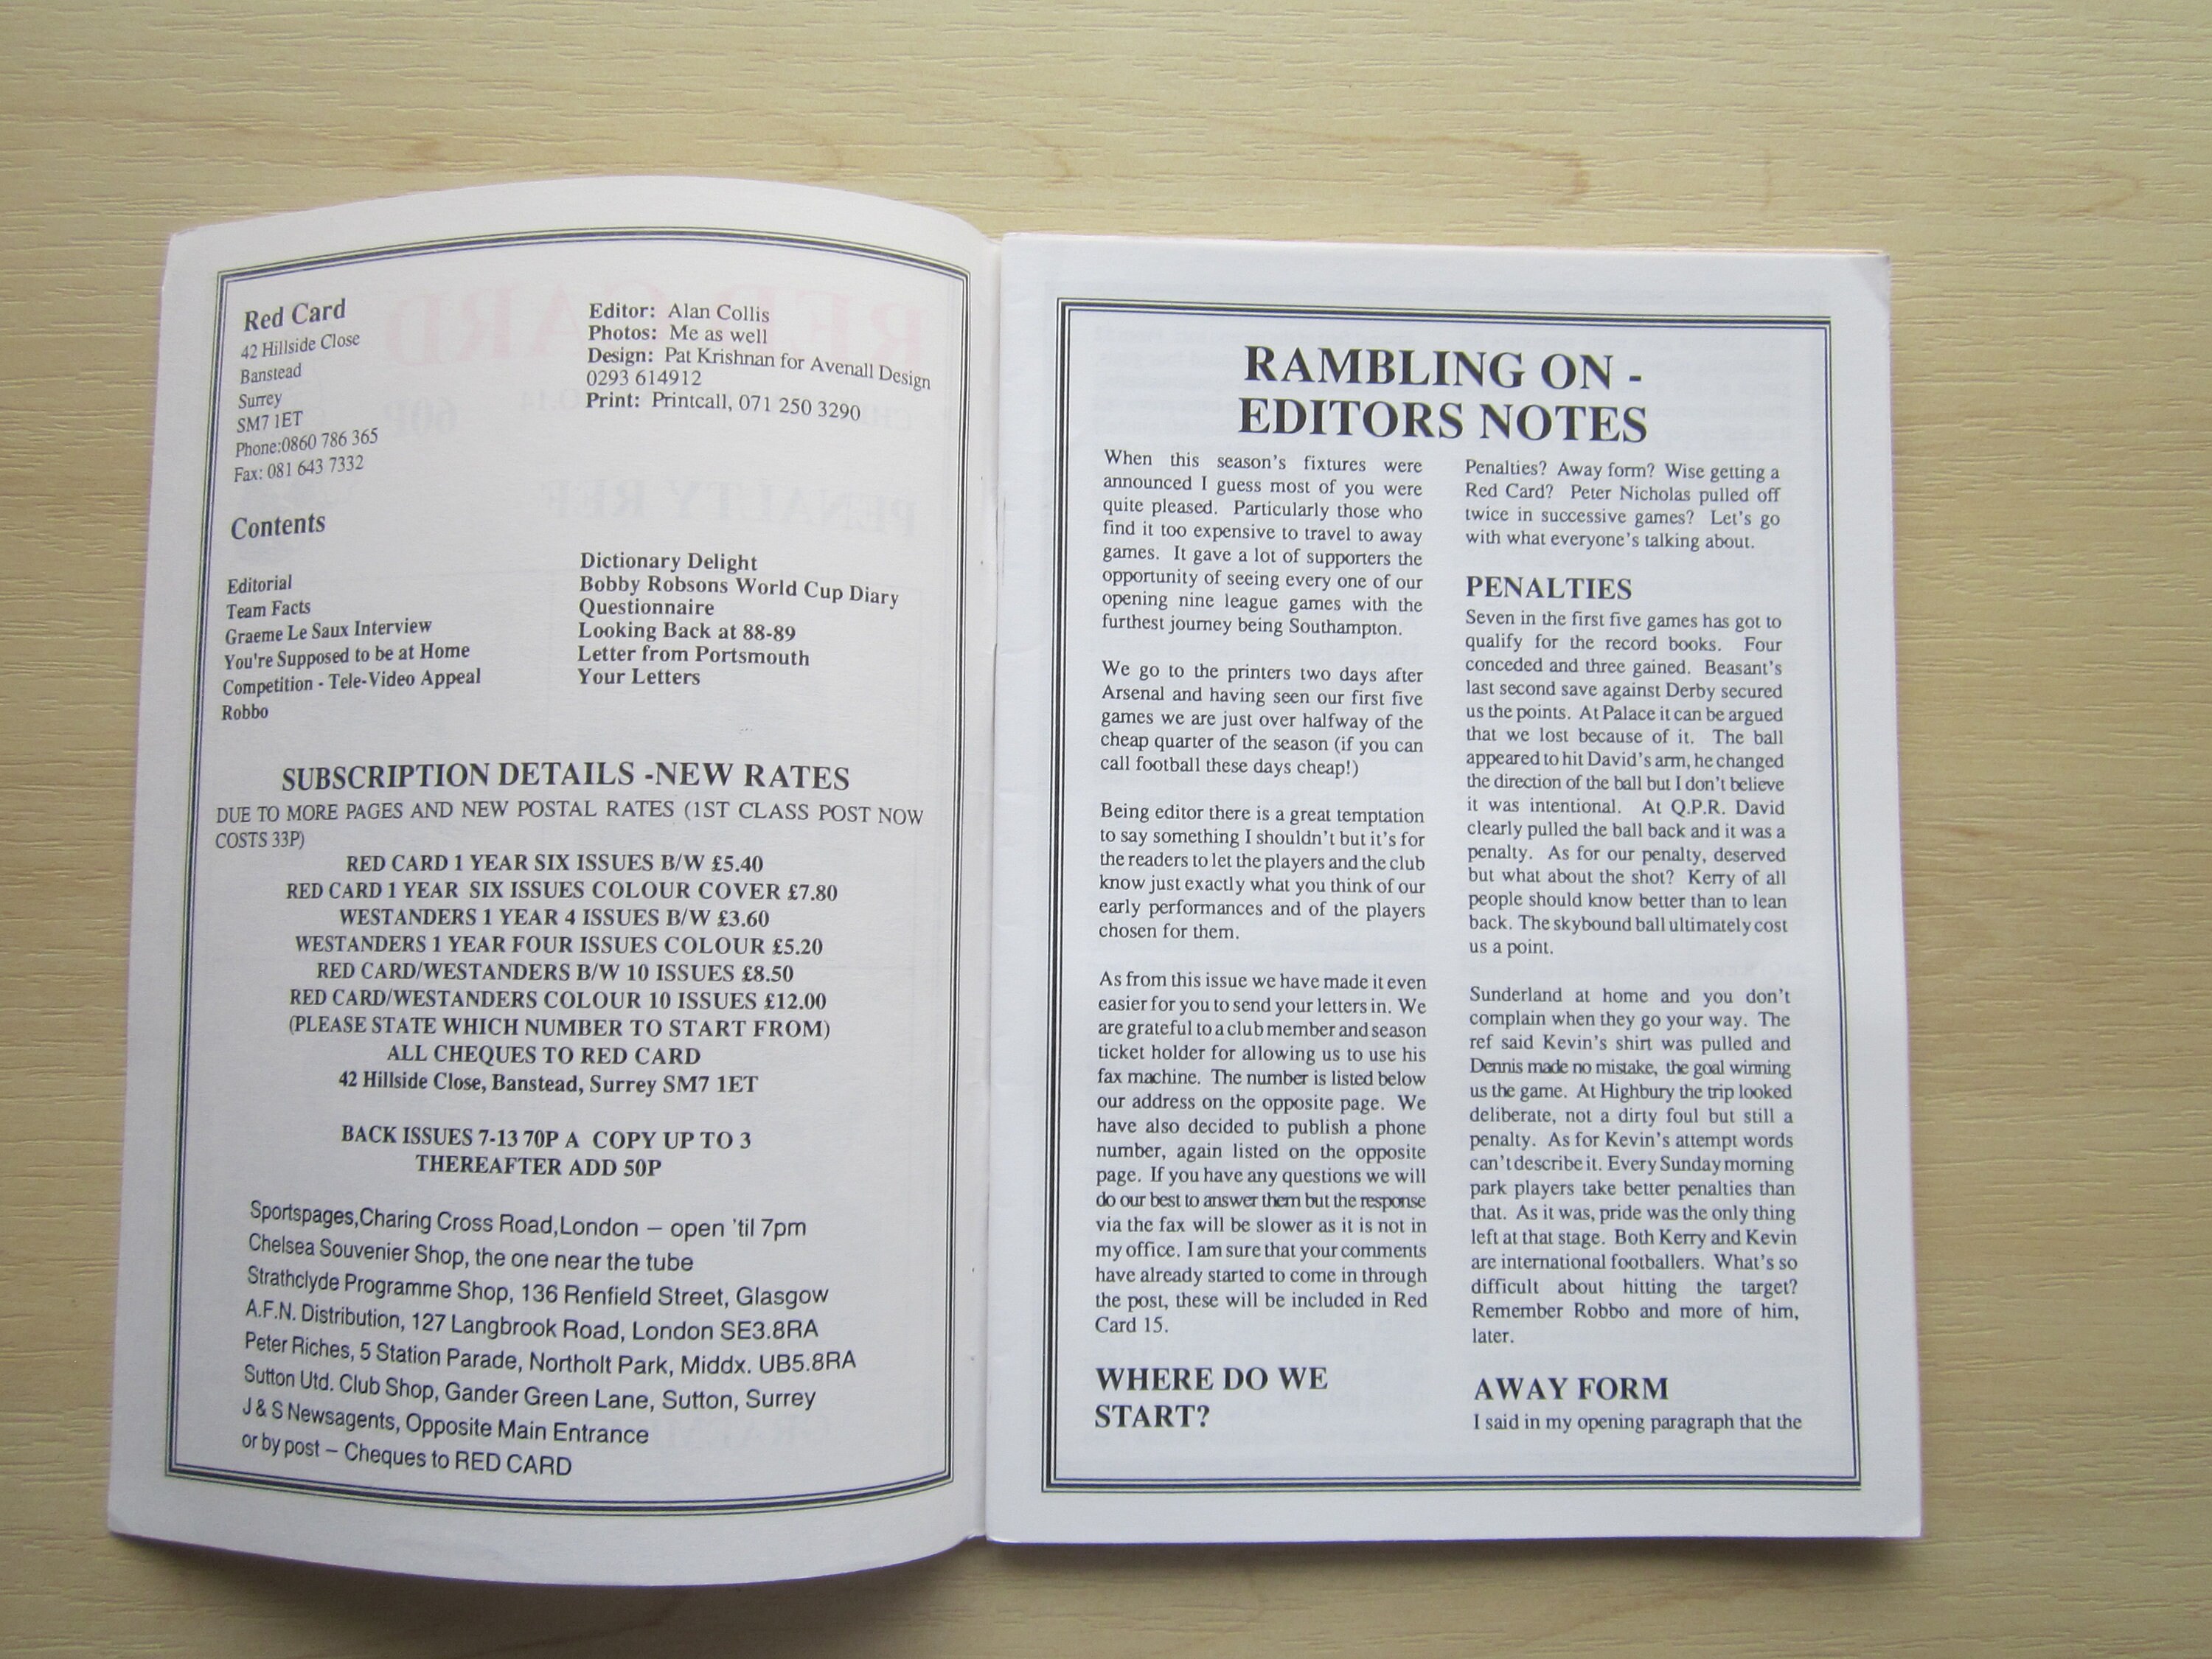 Red Card
42 Hillside Close
Banstead
Surrey
SM7 1ET
Phone:0860 786 365
Fax: 081 643 7332
Editor: Alan Collis
Photos: Me as well
Design: Pat Krishnan for Avenall Design
0293 614912
Print: Printcall, 071 250 3290
Contents
Editorial
Team Facts
Graeme Le Saux Interview
You're Supposed to be at Home
Competition - Tele-Video Appeal
Robbo
Dictionary Delight
Bobby Robsons World Cup Diary
Questionnaire
Looking Back at 88-89
Letter from Portsmouth
Your Letters
SUBSCRIPTION DETAILS -NEW RATES
DUE TO MORE PAGES AND NEW POSTAL RATES (1ST CLASS POST NOW
COSTS 33P)
RED CARD 1 YEAR SIX ISSUES B/W £5.40
RED CARD 1 YEAR SIX ISSUES COLOUR COVER £7.80
WESTANDERS 1 YEAR 4 ISSUES B/W £3.60
WESTANDERS 1 YEAR FOUR ISSUES COLOUR £5.20
RED CARD/WESTANDERS B/W 10 ISSUES £8.50
RED CARD/WESTANDERS COLOUR 10 ISSUES £12.00
(PLEASE STATE WHICH NUMBER TO START FROM)
ALL CHEQUES TO RED CARD
42 Hillside Close, Banstead, Surrey SM7 1ET
BACK ISSUES 7-13 70P A COPY UP TO 3
THEREAFTER ADD 50P
Sportspages,Charing Cross Road,London – open 'til 7pm
Chelsea Souvenier Shop, the one near the tube
Strathclyde Programme Shop, 136 Renfield Street, Glasgow
A.F.N. Distribution, 127 Langbrook Road, London SE3.8RA
Peter Riches, 5 Station Parade, Northolt Park, Middx. UB5.8RA
Sutton Utd. Club Shop, Gander Green Lane, Sutton, Surrey
J & S Newsagents, Opposite Main Entrance
or by post – Cheques to RED CARD
RAMBLING ON -
EDITORS NOTES
When this season's fixtures were
announced I guess most of you were
quite pleased. Particularly those who
find it too expensive to travel to away
games. It gave a lot of supporters the
opportunity of seeing every one of our
opening nine league games with the
furthest journey being Southampton.
We go to the printers two days after
Arsenal and having seen our first five
games we are just over halfway of the
cheap quarter of the season (if you can
call football these days cheap!)
Being editor there is a great temptation
to say something I shouldn't but it's for
the readers to let the players and the club
know just exactly what you think of our
early performances and of the players
chosen for them.
As from this issue we have made it even
easier for you to send your letters in. We
are grateful to a club member and season
ticket holder for allowing us to use his
fax machine. The number is listed below
our address on the opposite page. We
have also decided to publish a phone
number, again listed on the opposite
page. If you have any questions we will
do our best to answer them but the response
via the fax will be slower as it is not in
my office. I am sure that your comments
have already started to come in through
the post, these will be included in Red
Card 15.
WHERE DO WE
START?
Penalties? Away form? Wise getting a
Red Card? Peter Nicholas pulled off
twice in successive games? Let's go
with what everyone's talking about.
PENALTIES
Seven in the first five games has got to
qualify for the record books. Four
conceded and three gained. Beasant's
last second save against Derby secured
us the points. At Palace it can be argued
that we lost because of it. The ball
appeared to hit David's arm, he changed
the direction of the ball but I don't believe
it was intentional. At Q.P.R. David
clearly pulled the ball back and it was a
penalty. As for our penalty, deserved
but what about the shot? Kerry of all
people should know better than to lean
back. The skybound ball ultimately cost
us a point.
Sunderland at home and you don't
complain when they go your way. The
ref said Kevin's shirt was pulled and
Dennis made no mistake, the goal winning
us the game. At Highbury the trip looked
deliberate, not a dirty foul but still a
penalty. As for Kevin's attempt words
can't describe it. Every Sunday morning
park players take better penalties than
that. As it was, pride was the only thing
left at that stage. Both Kerry and Kevin
are international footballers. What's so
difficult about hitting the target?
Remember Robbo and more of him,
later.
AWAY FORM
I said in my opening paragraph that the